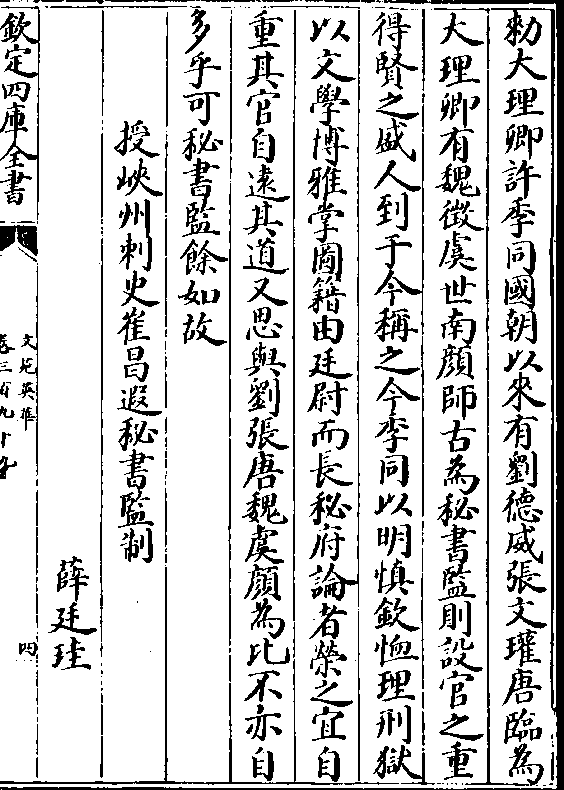 勅大理卿許季同國朝以來有劉德威張文瓘唐臨為
大理卿有魏徵虞世南顏師古為秘書監則設官之重
得賢之盛人到于今稱之今季同以明慎欽恤理刑獄
以文學博雅掌圖籍由廷尉而長秘府論者榮之宜自
重其官自遠其道又思與劉張唐魏虞顏為比不亦自
多乎可秘書監餘如故
授峽州刺史崔昌遐秘書監制
薛廷珪
欽定四庫全書
文苑英華
卷三百九十九
四